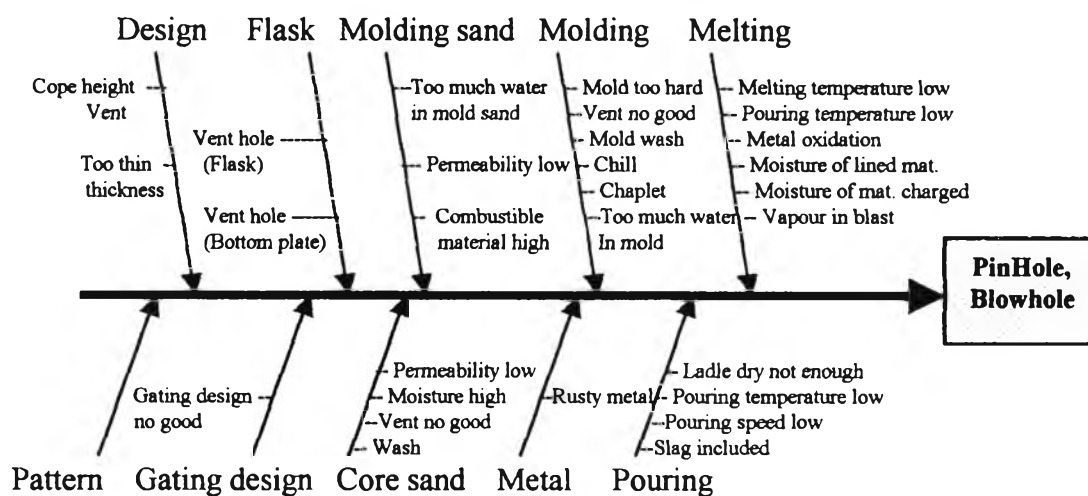 Design
Flask
Molding sand
Molding
Melting
Cope height
Vent
Too thin
thickness
Vent hole
(Flask)
Vent hole
(Bottom plate)
Too much water
in mold sand
Permeability low
Combustible
material high
Mold too hard
Vent no good
Mold wash
Chill
Chaplet
Too much water
In mold
Melting temperature low
Pouring temperature low
Metal oxidation
Moisture of lined mat.
Moisture of mat. charged
Vapour in blast
PinHole,
Blowhole
Gating design
no good
Permeability low
Moisture high
Vent no good
Wash
Rusty metal
Ladle dry not enough
Pouring temperature low
Pouring speed low
Slag included
Pattern
Gating design
Core sand
Metal
Pouring